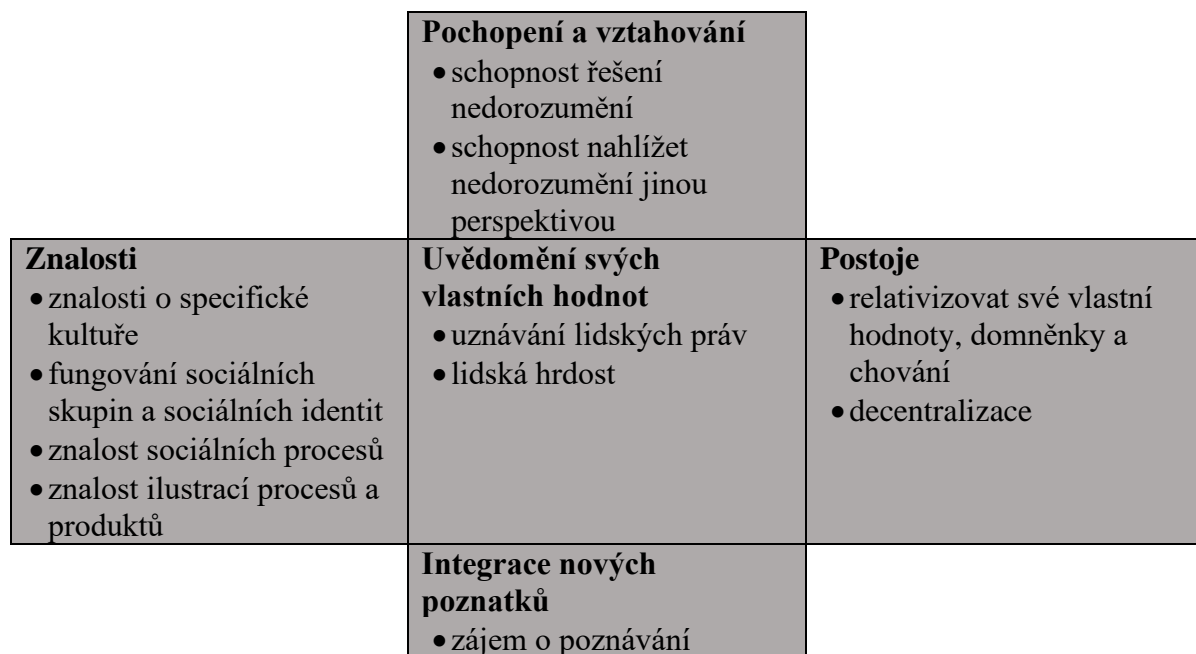 Pochopení a vztahování
• schopnost řešení
nedorozumění
• schopnost nahlížet
nedorozumění jinou
perspektivou
Znalosti
• znalosti o specifické
kultuře
• fungování sociálních
skupin a sociálních identit
• znalost sociálních procesů
• znalost ilustrací procesů a
produktů
Uvědomění svých
vlastních hodnot
• uznávání lidských práv
• lidská hrdost
Postoje
• relativizovat své vlastní
hodnoty, domněnky a
chování
• decentralizace
Integrace nových
poznatků
• zájem o poznávání